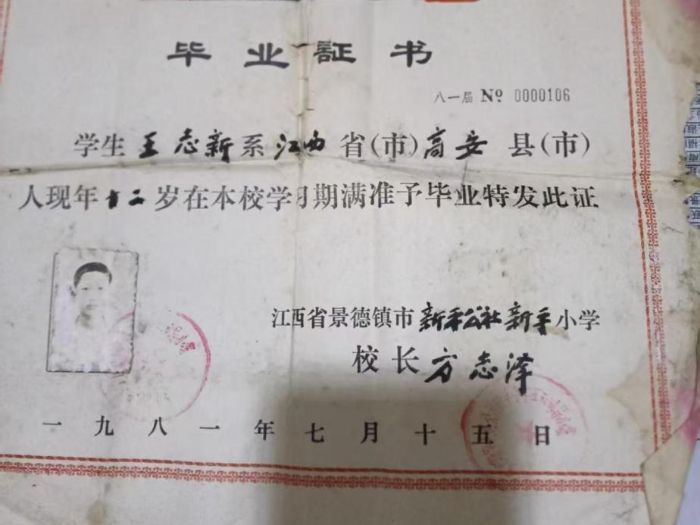 毕业証书
八一届 № 0000106
学生王志新系江西省(市)高安县(市)
人现年十二岁在本校学习期满准予毕业特发此证
江西省景德镇市新平公社新平小学
校长方志泽
一九八一年七月十五日